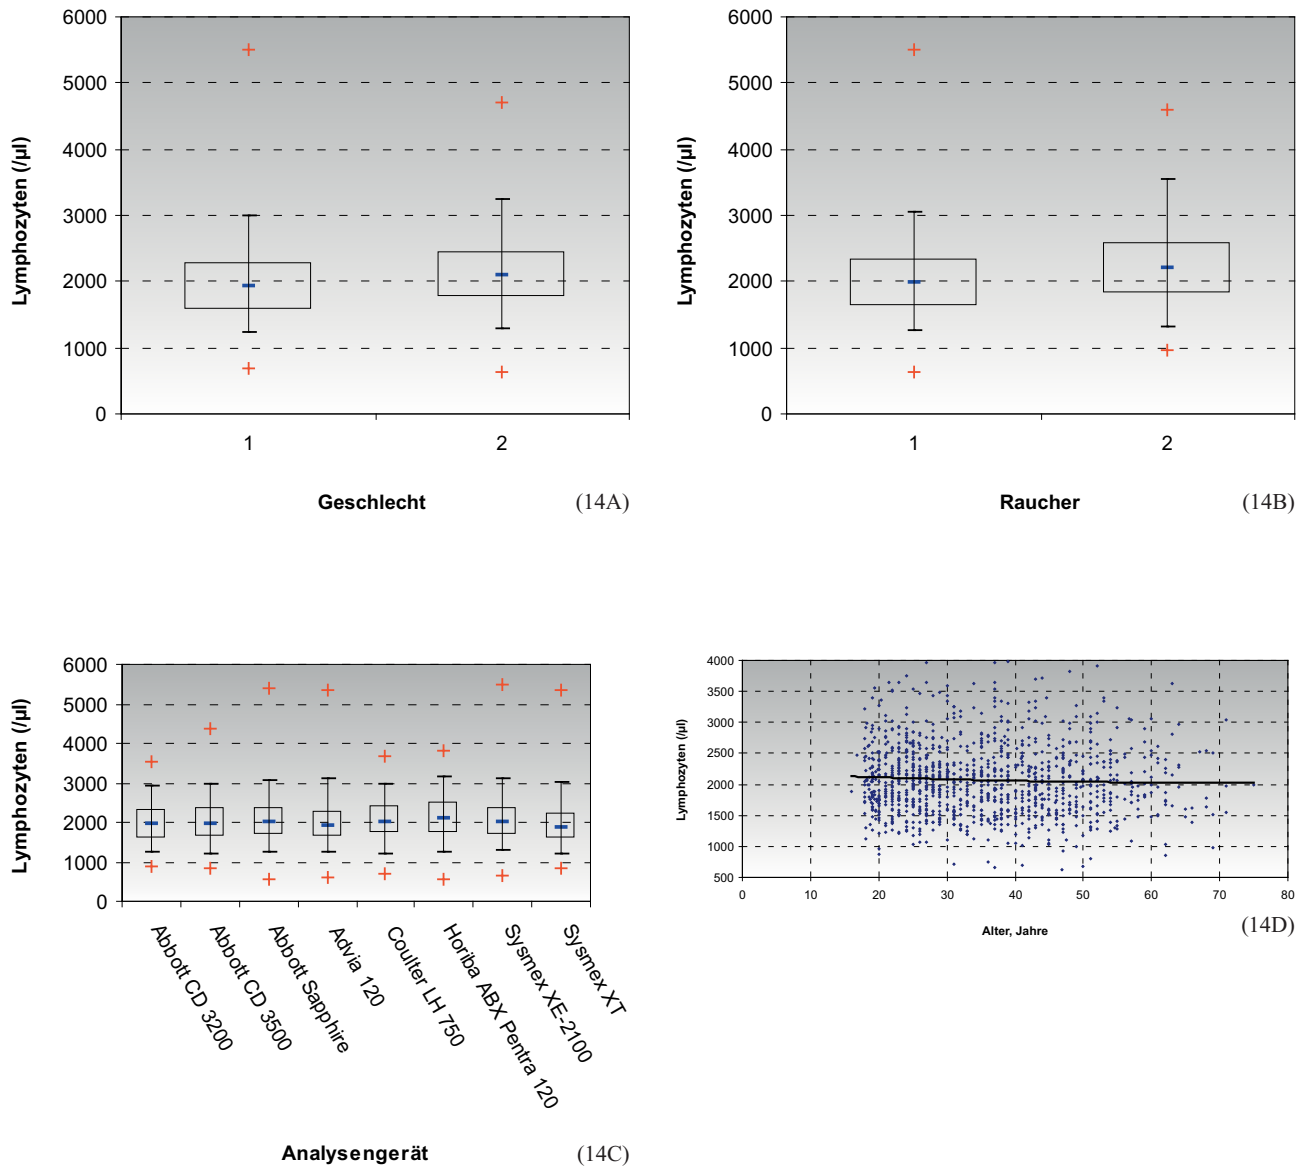 6000
5000
4000
3000
2000
1000
0
Lymphozyten (/µl)
1 2
Geschlecht (14A)
6000
5000
4000
3000
2000
1000
0
Lymphozyten (/µl)
1 2
Raucher (14B)
6000
5000
4000
3000
2000
1000
0
Lymphozyten (/µl)
Abbott CD 3200
Abbott CD 3500
Abbott Sapphire
Advia 120
Coulter LH 750
Horiba ABX Pentra 120
Sysmex XE-2100
Sysmex XT
Analysengerät (14C)
4000
3500
3000
2500
2000
1500
1000
500
Lymphozyten (/µl)
0 10 20 30 40 50 60 70 80
Alter, Jahre (14D)